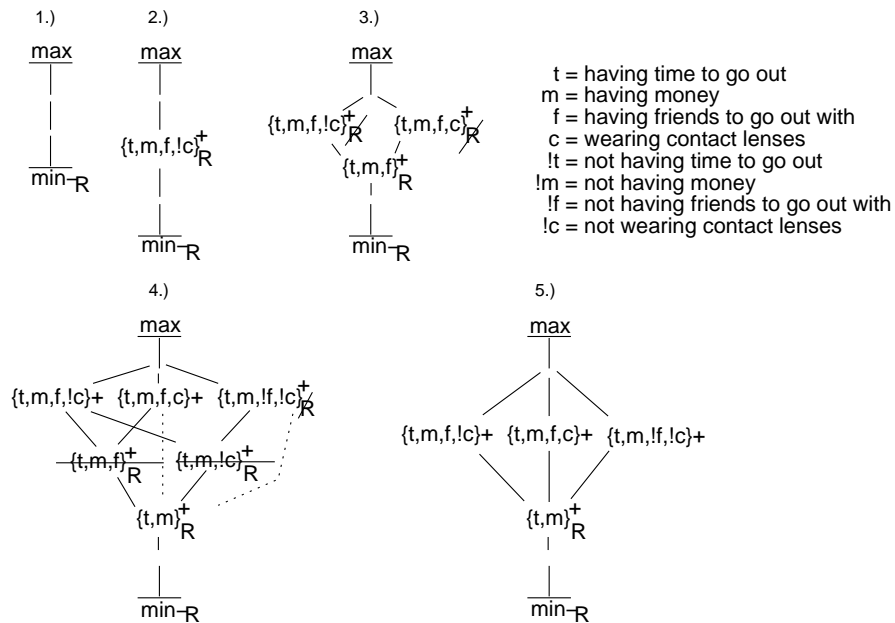 1.)
2.)
3.)
max
max
max
t = having time to go out
m = having money
f = having friends to go out with
c = wearing contact lenses
!t = not having time to go out
!m = not having money
!f = not having friends to go out with
!c = not wearing contact lenses
{t,m,f,!c}+R
{t,m,f,c}+R
{t,m,f,!c}+R
{t,m,f}+R
min–R
min–R
min–R
4.)
5.)
max
max
{t,m,f,!c}+ {t,m,f,c}+ {t,m,!f,!c}+R
{t,m,f,!c}+ {t,m,f,c}+ {t,m,!f,!c}+
{t,m,f}+R {t,m,!c}+R
{t,m}+R
{t,m}+R
min–R
min–R